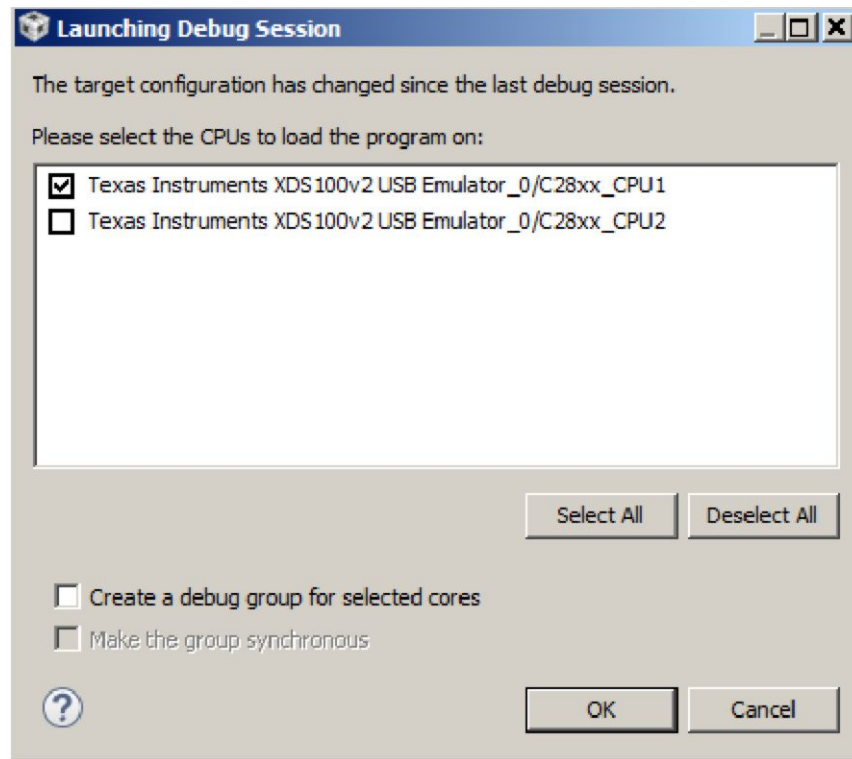 Launching Debug Session
The target configuration has changed since the last debug session.
Please select the CPUs to load the program on:
Texas Instruments XDS100v2 USB Emulator_0/C28xx_CPU1
Texas Instruments XDS100v2 USB Emulator_0/C28xx_CPU2
Select All Deselect All
Create a debug group for selected cores
Make the group synchronous
? OK Cancel